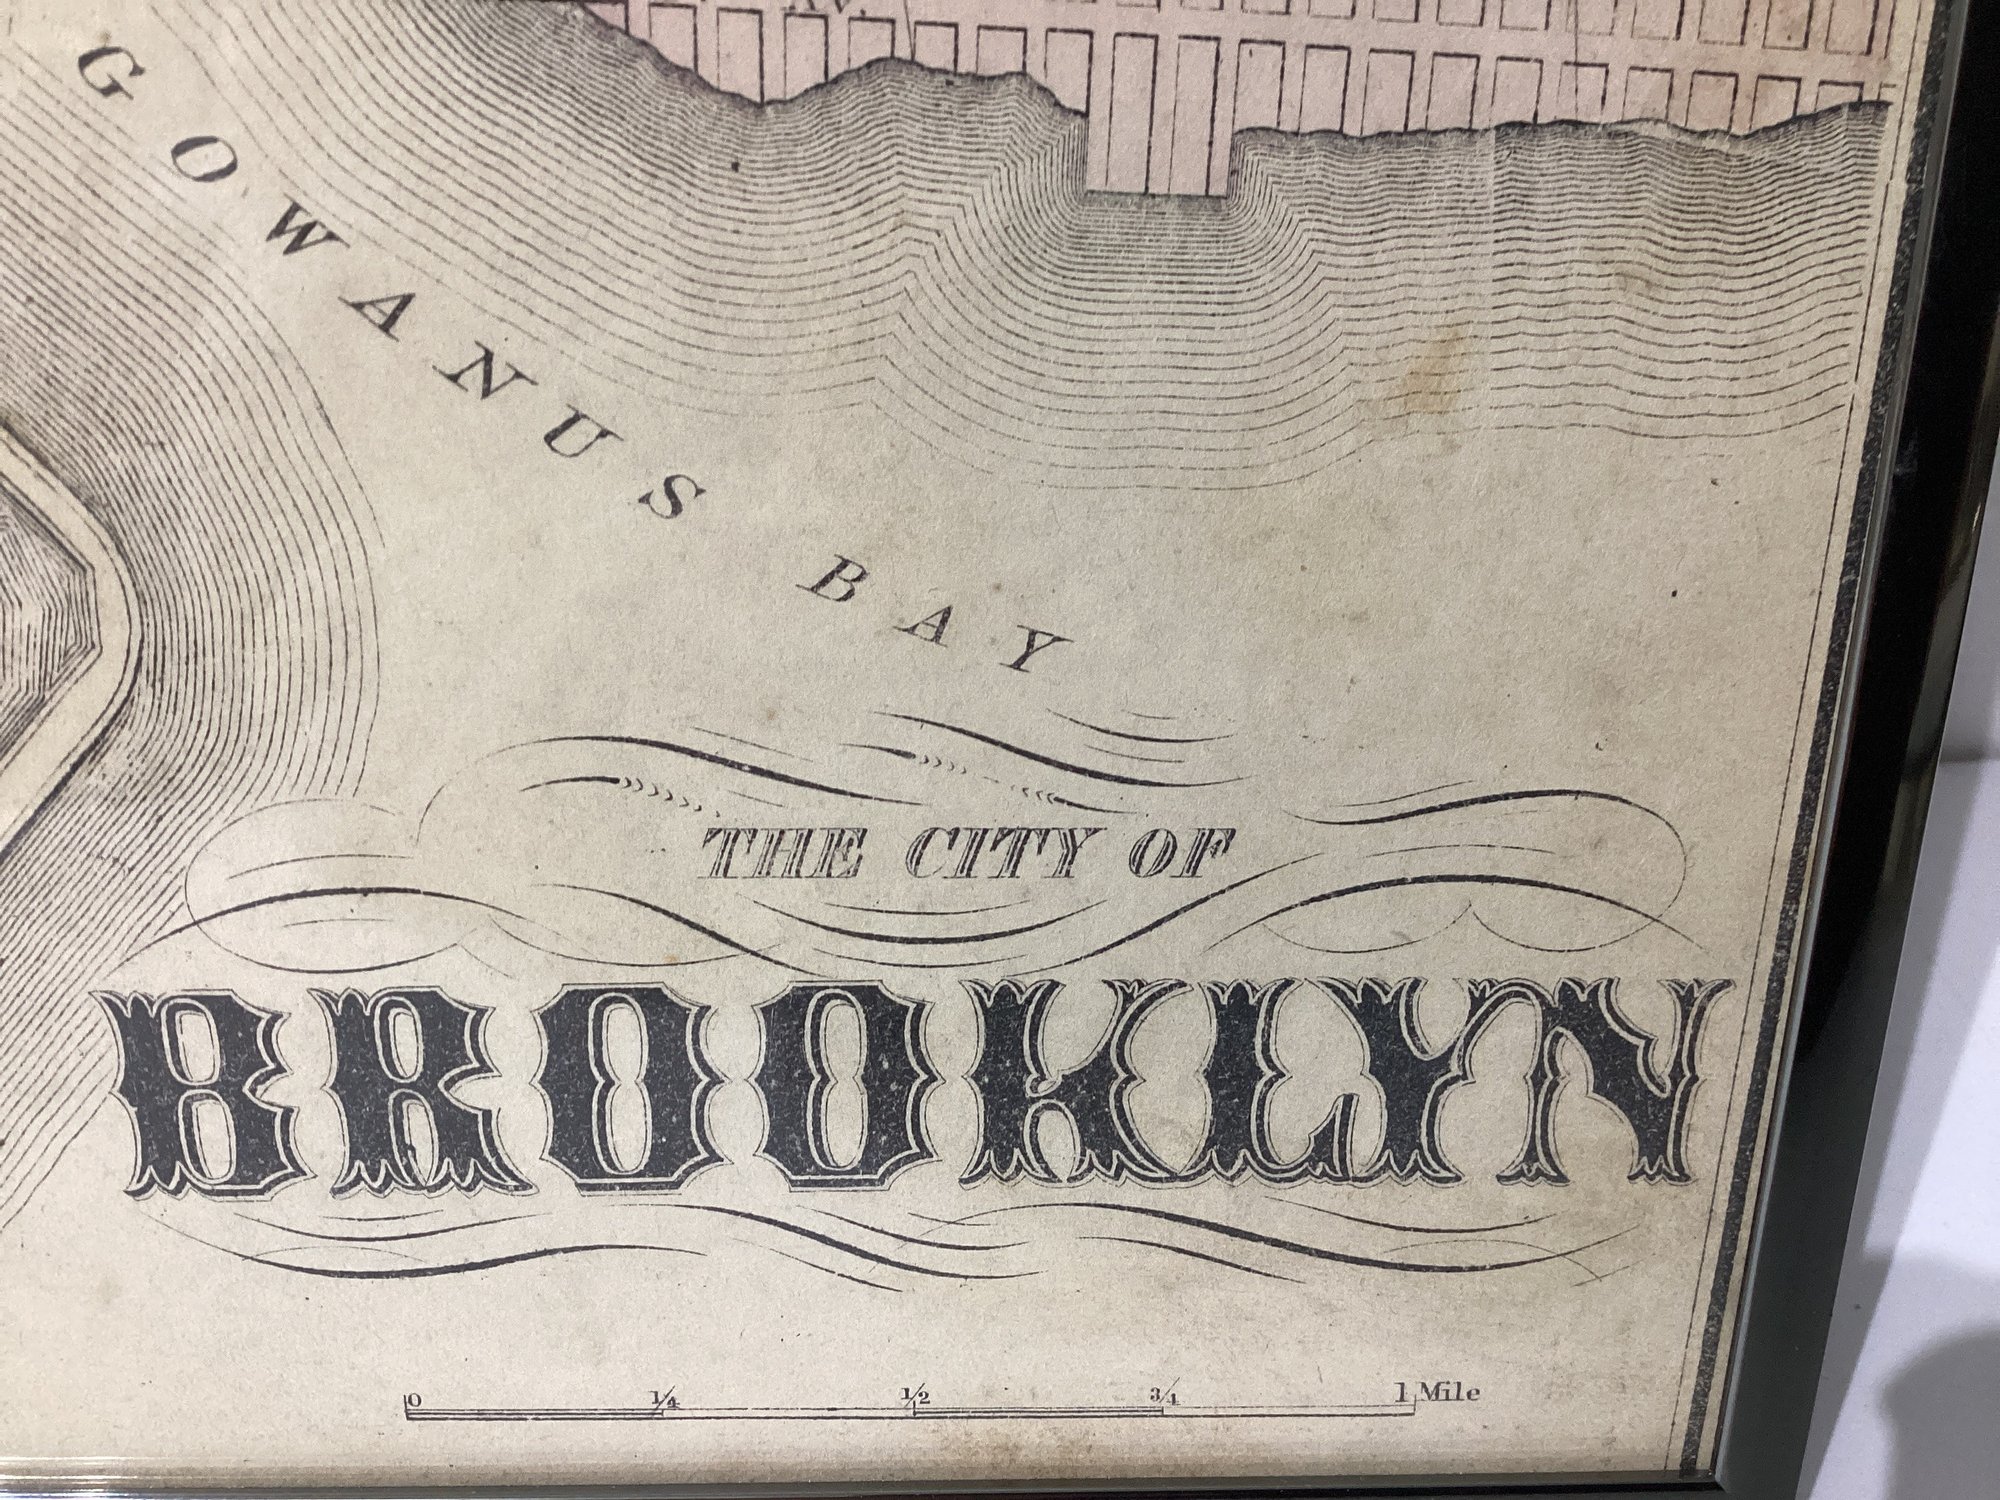 GOWANUS BAY
THE CITY OF
BROOKLYN
0 1/4 1/2 3/4 1 Mile